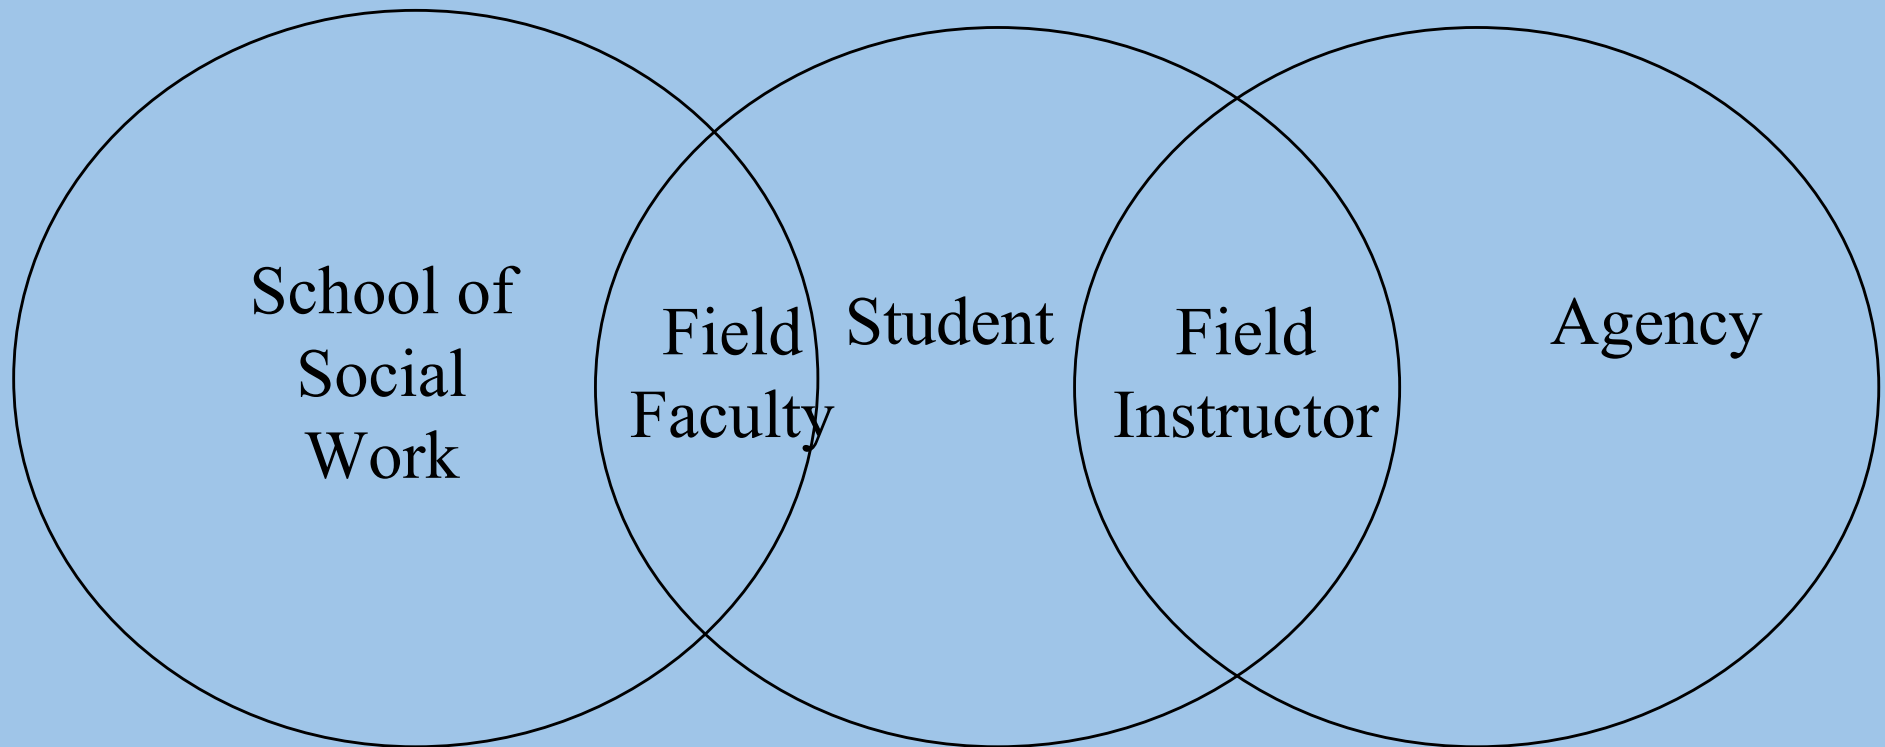 School of
Social
Work
Field
Faculty
Student
Field
Instructor
Agency